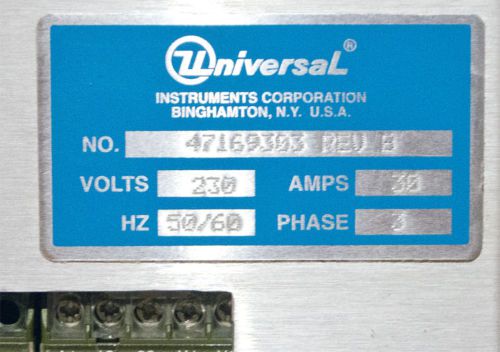 Universal®
INSTRUMENTS CORPORATION
BINGHAMTON, N.Y. U.S.A.
NO. 47169303 REV B
VOLTS 230 AMPS 30
HZ 50/60 PHASE 3